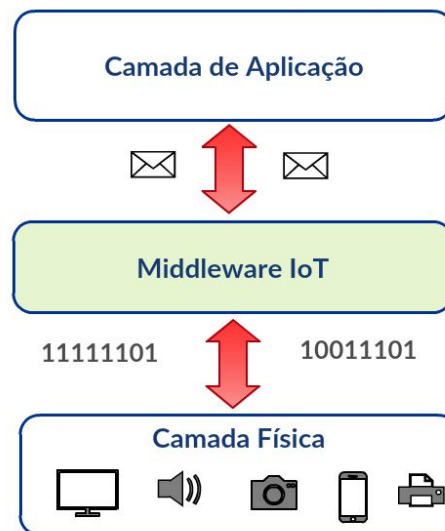 Camada de Aplicação
Middleware IoT
11111101 10011101
Camada Física